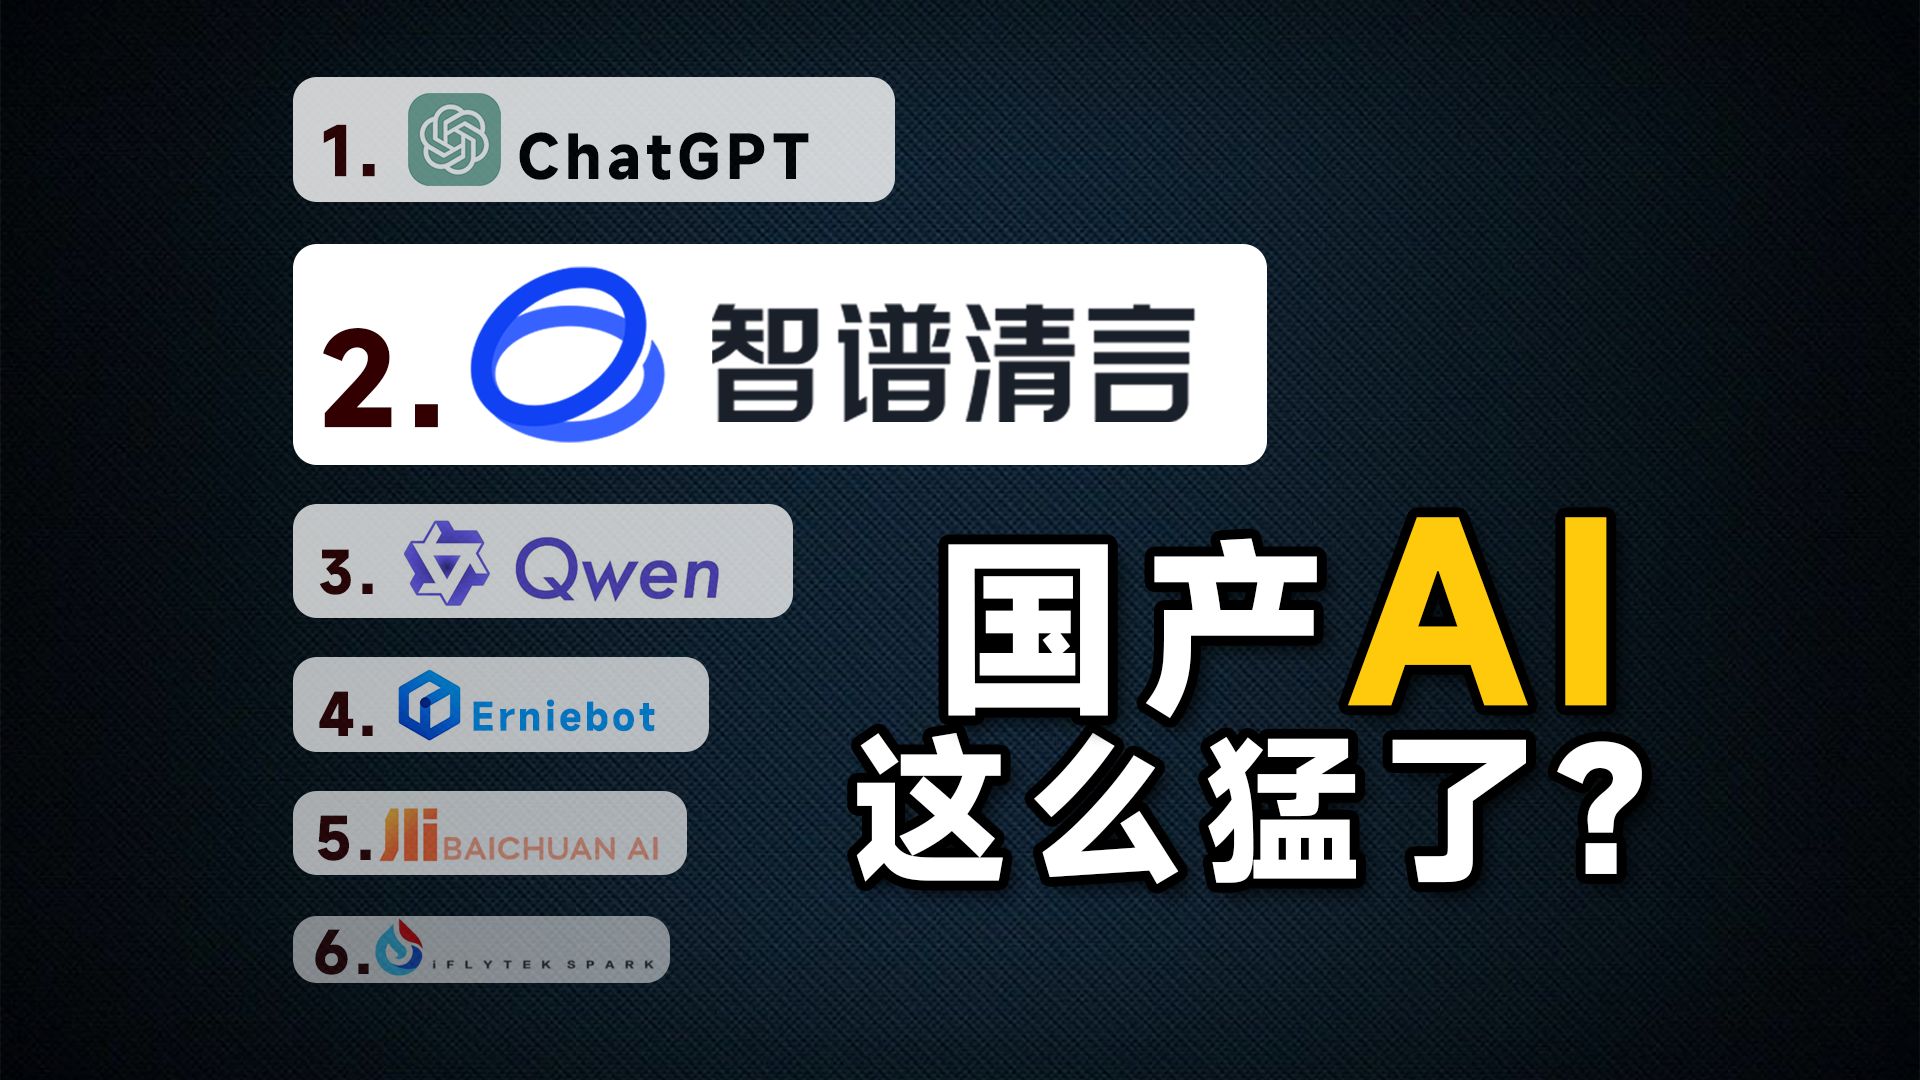 1. ChatGPT
2. 智谱清言
3. Qwen
4. Erniebot
5. BAICHUAN AI
6. iFLYTEK SPARK
国产AI
这么猛了?